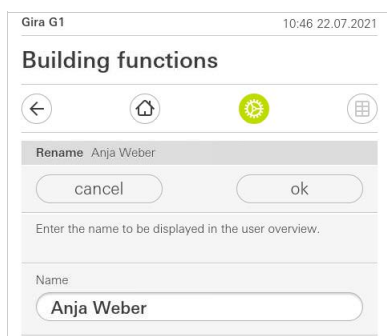 Gira G1 10:46 22.07.2021
Building functions
Rename Anja Weber
cancel ok
Enter the name to be displayed in the user overview.
Name
Anja Weber